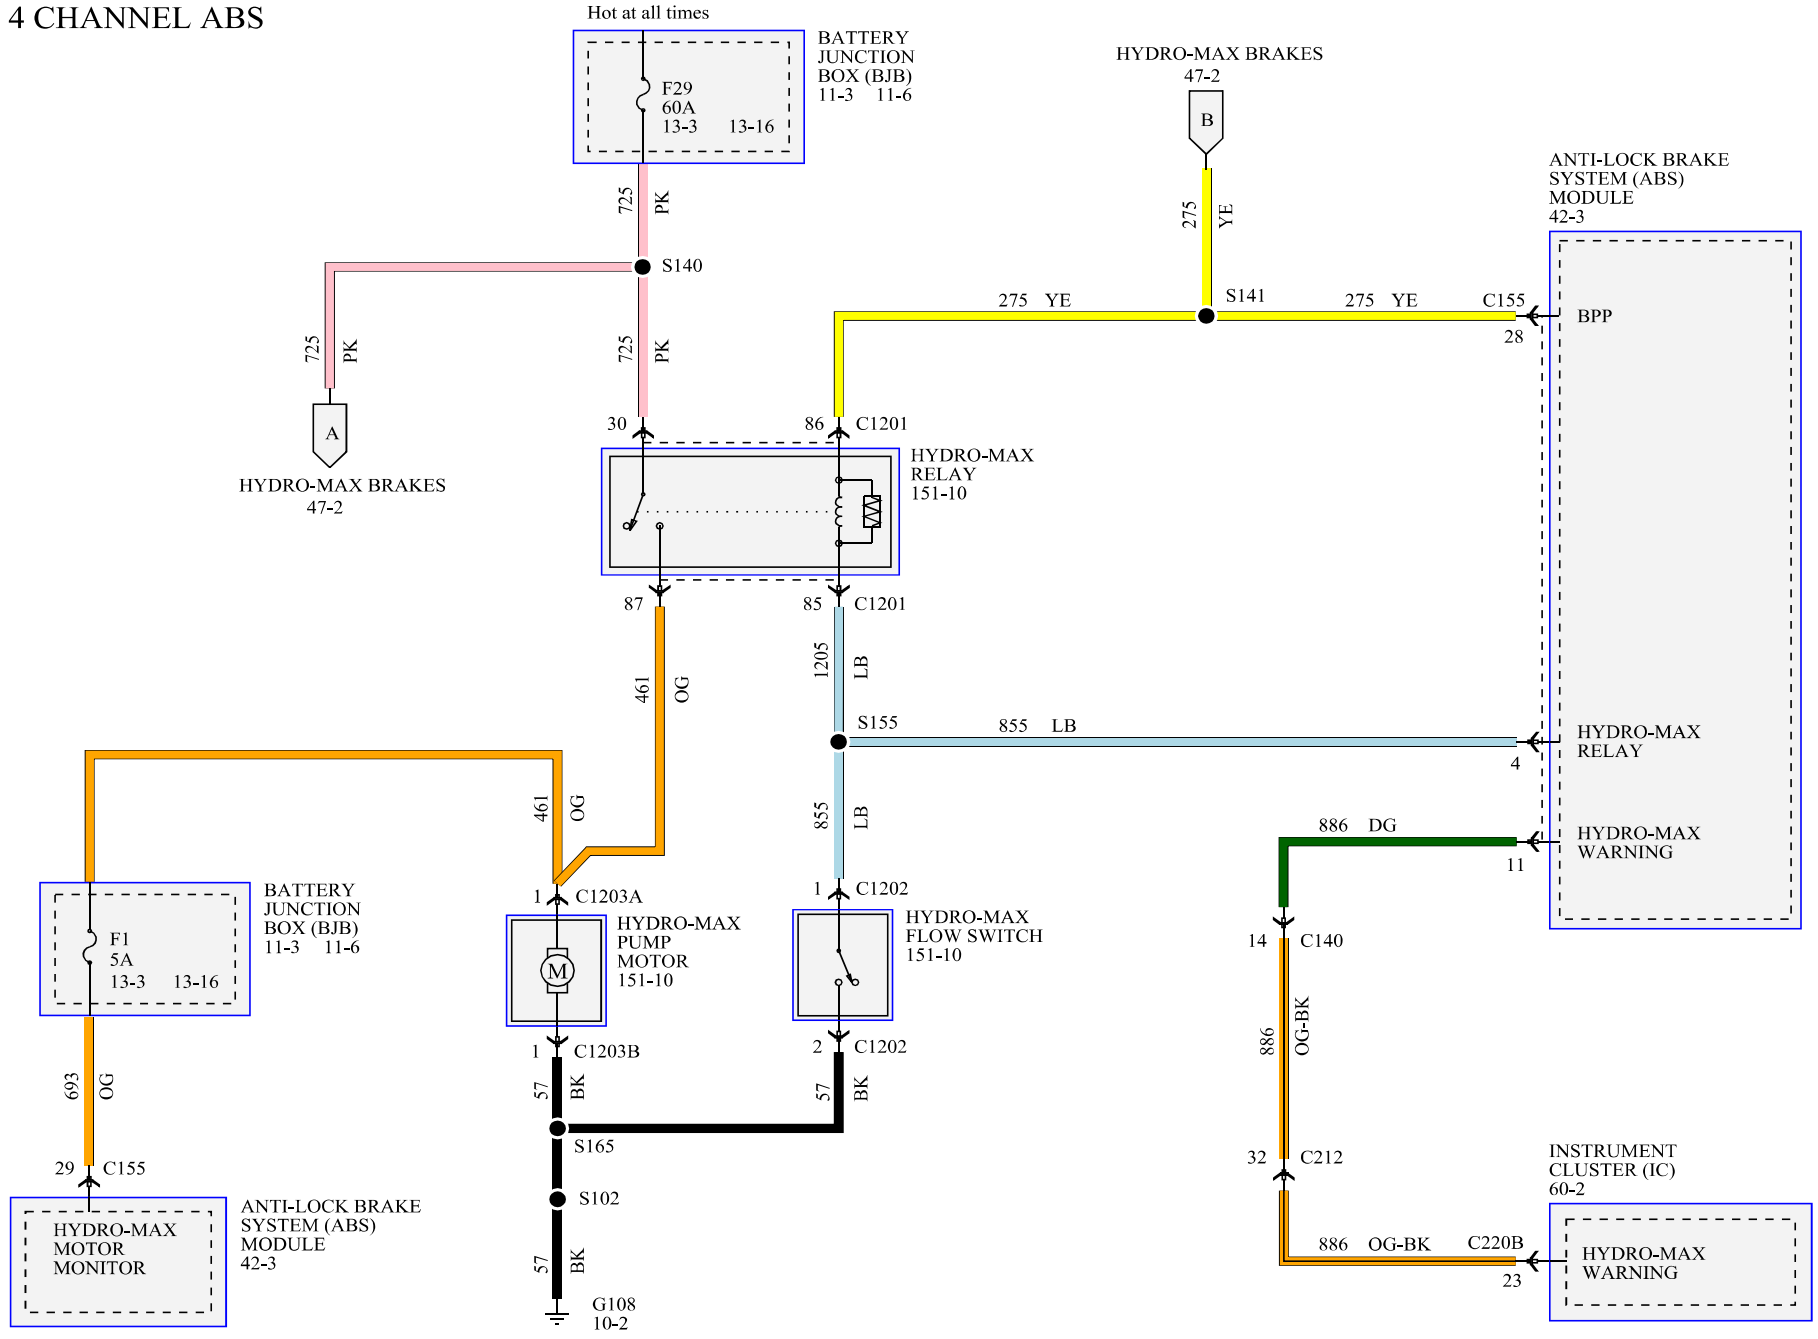 4 CHANNEL ABS
Hot at all times
BATTERY
JUNCTION
BOX (BJB)
11-3 11-6
F29
60A
13-3 13-16
HYDRO-MAX BRAKES
47-2
B
ANTI-LOCK BRAKE
SYSTEM (ABS)
MODULE
42-3
725 PK
275 YE
S140
S141
275 YE
275 YE
C155
28
BPP
725 PK
725 PK
A
HYDRO-MAX BRAKES
47-2
30
86 C1201
HYDRO-MAX
RELAY
151-10
87
85 C1201
461 OG
1205 LB
S155
855 LB
4
HYDRO-MAX
RELAY
461 OG
855 LB
886 DG
11
HYDRO-MAX
WARNING
BATTERY
JUNCTION
BOX (BJB)
11-3 11-6
F1
5A
13-3 13-16
1 C1203A
HYDRO-MAX
PUMP
MOTOR
151-10
M
1 C1202
HYDRO-MAX
FLOW SWITCH
151-10
14 C140
886 OG-BK
1 C1203B
2 C1202
693 OG
57 BK
57 BK
S165
29 C155
S102
32 C212
HYDRO-MAX
MOTOR
MONITOR
ANTI-LOCK BRAKE
SYSTEM (ABS)
MODULE
42-3
57 BK
G108
10-2
INSTRUMENT
CLUSTER (IC)
60-2
886 OG-BK
C220B
23
HYDRO-MAX
WARNING